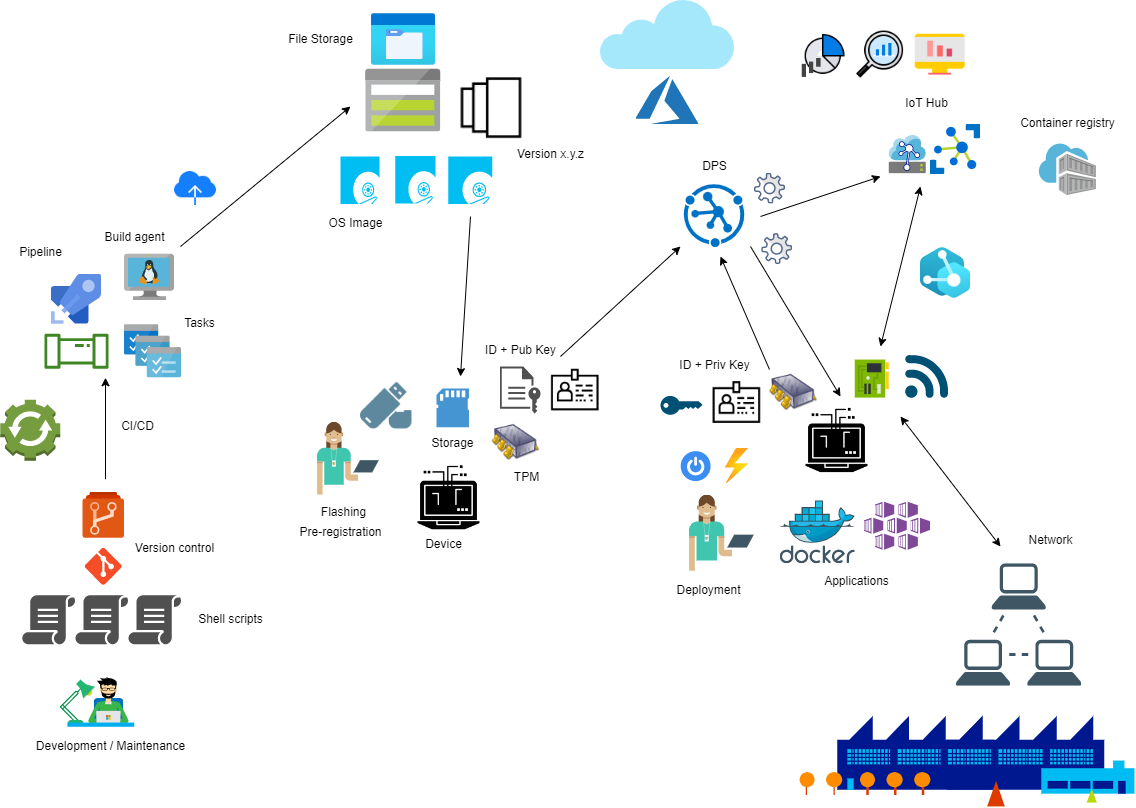 File Storage
Version x.y.z
OS Image
IoT Hub
Container registry
DPS
Pipeline
Build agent
Tasks
CI/CD
ID + Pub Key
ID + Priv Key
Storage
TPM
Flashing
Pre-registration
Device
docker
Deployment
Applications
Network
Version control
Shell scripts
Development / Maintenance